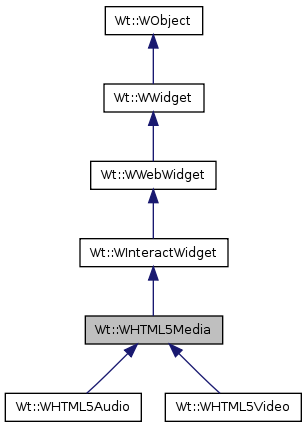 Wt::WObject
Wt::WWidget
Wt::WWebWidget
Wt::WInteractWidget
Wt::WHTML5Media
Wt::WHTML5Audio
Wt::WHTML5Video